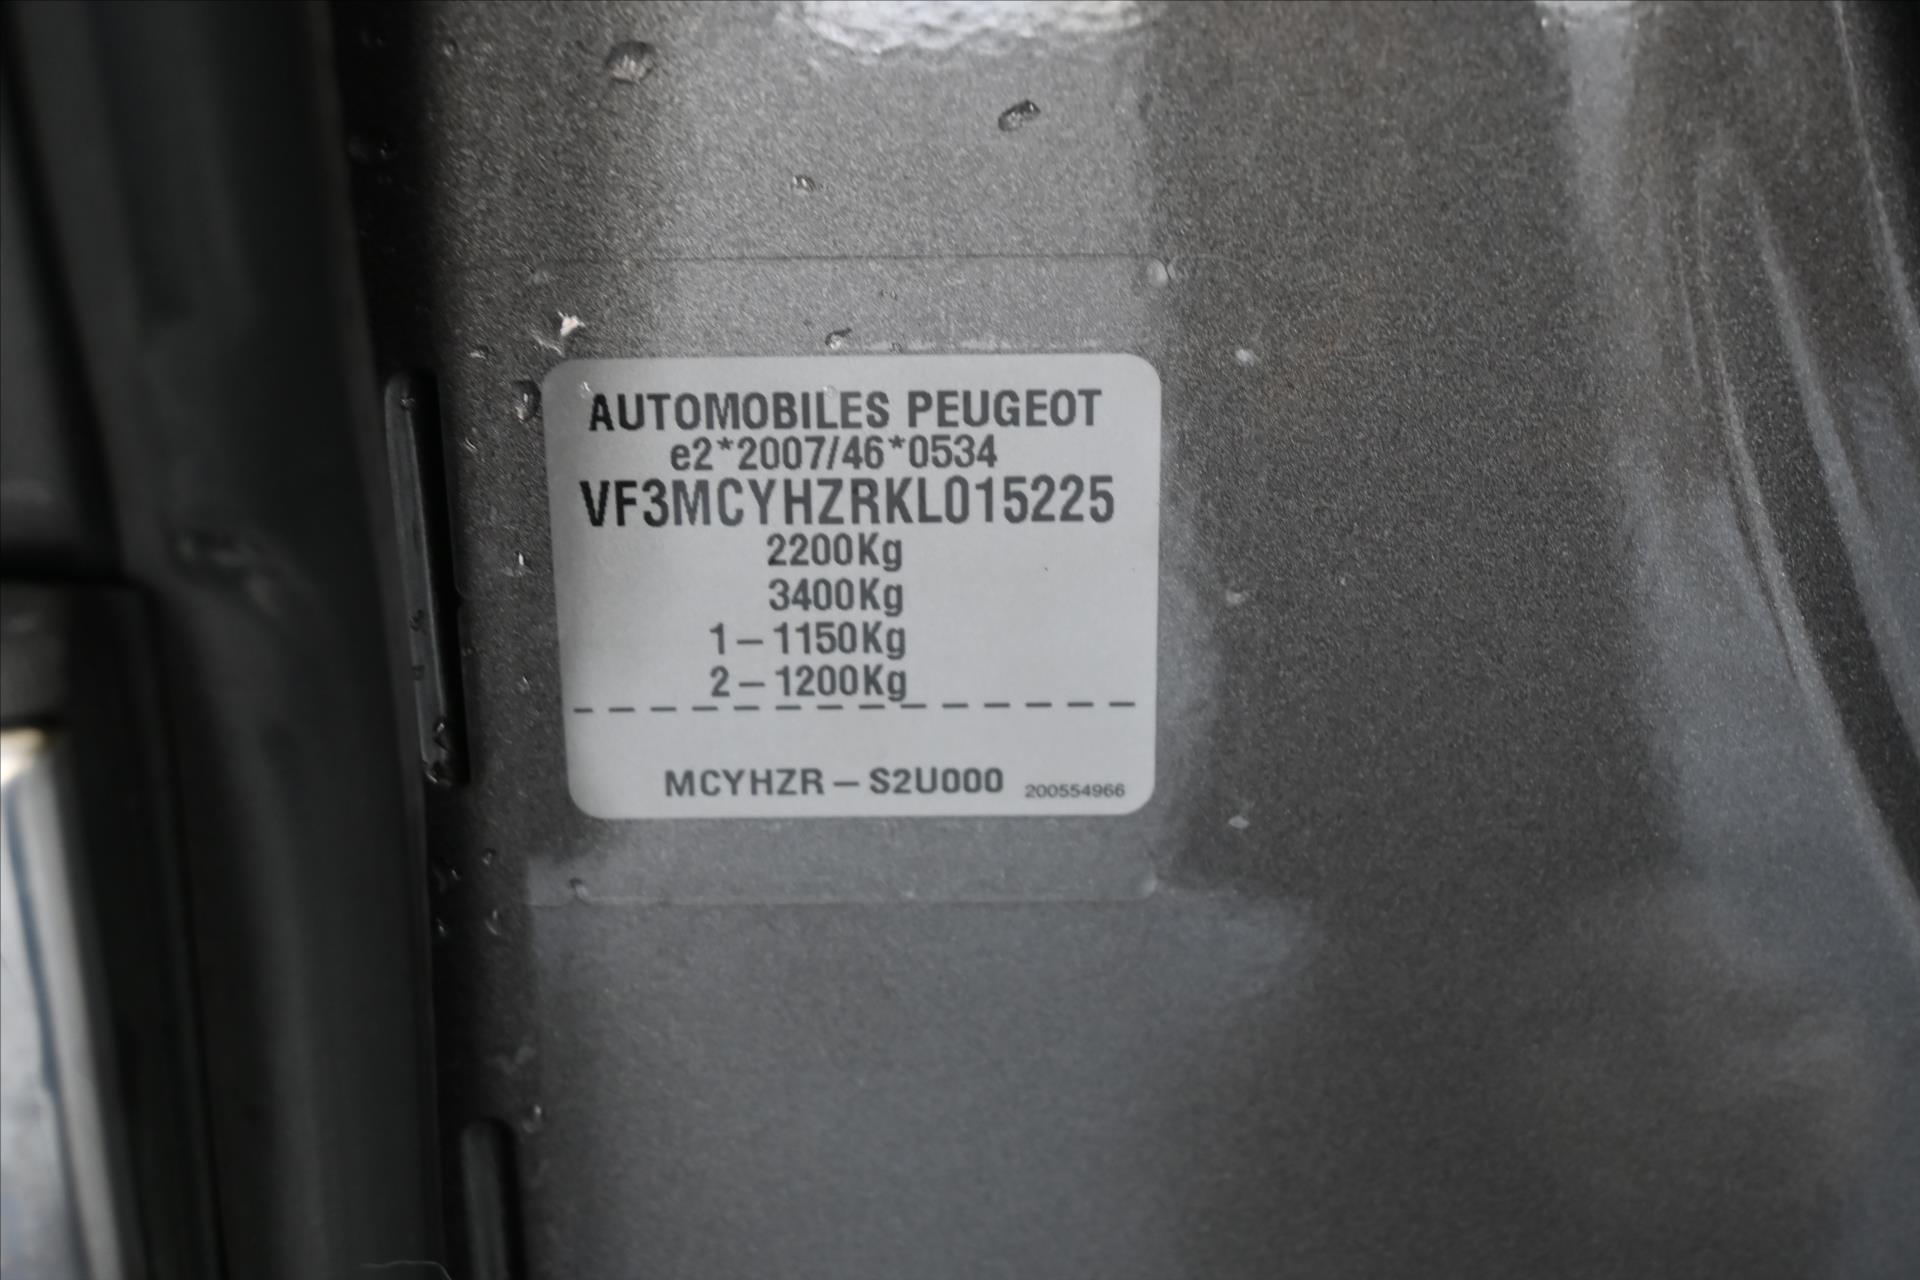 AUTOMOBILES PEUGEOT
e2*2007/46*0534
VF3MCYHZRKL015225
2200Kg
3400Kg
1–1150Kg
2–1200Kg
MCYHZR–S2U000 200554966